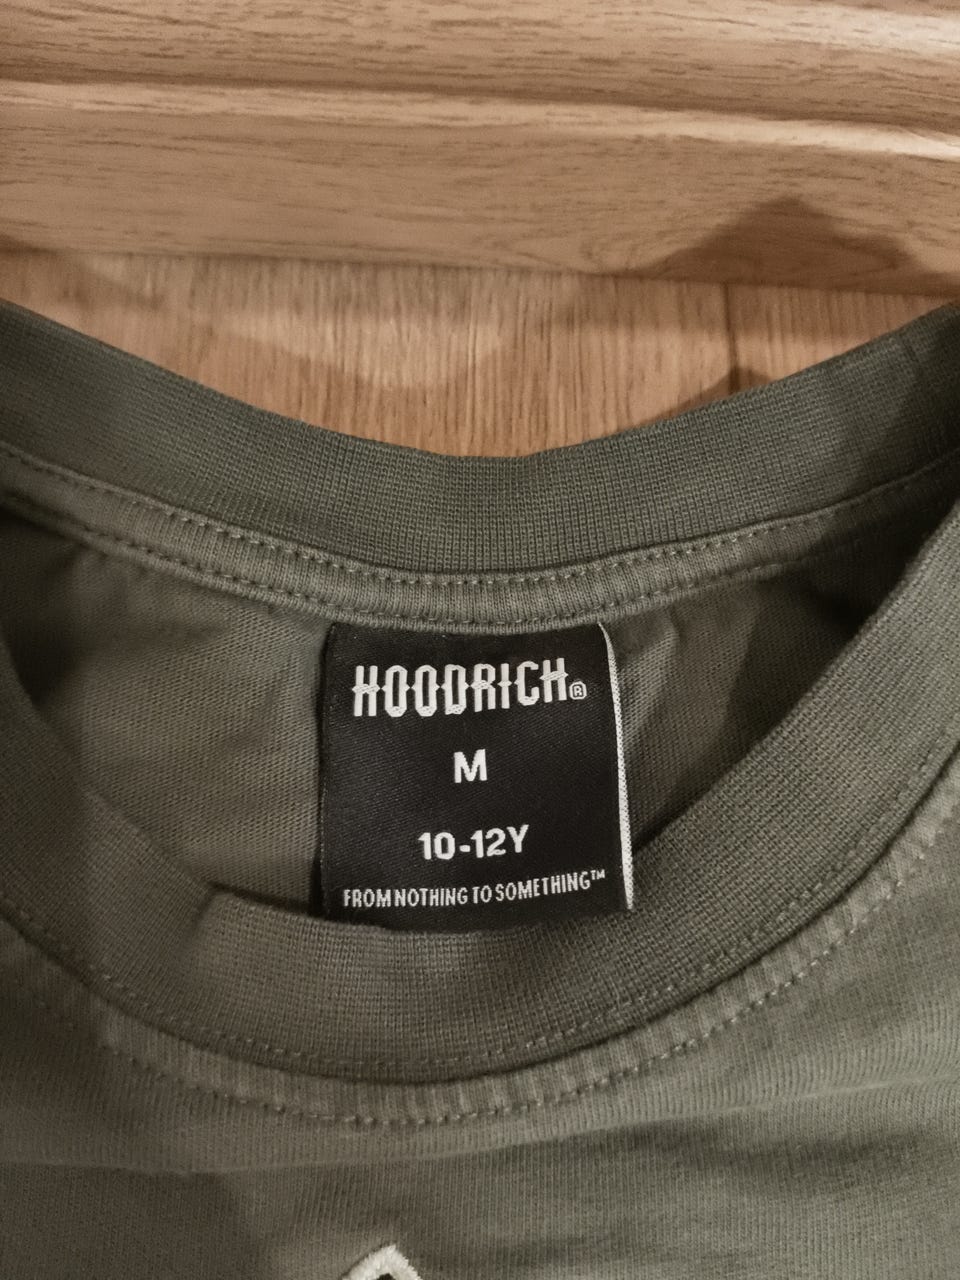 HOODRICH®
M
10-12Y
FROM NOTHING TO SOMETHING™